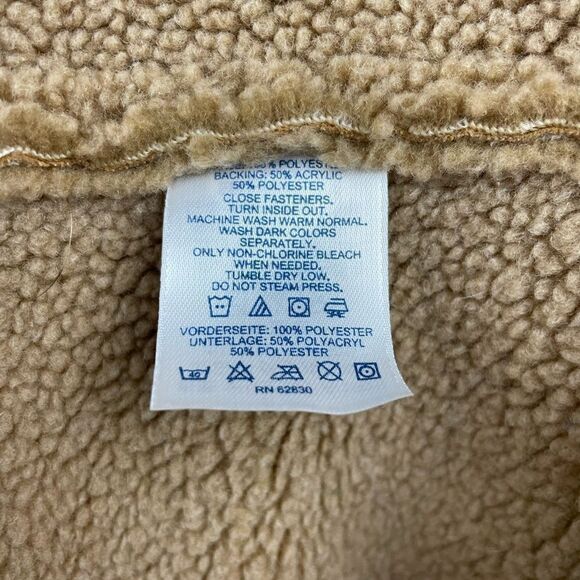 100% POLYESTER
BACKING: 50% ACRYLIC
50% POLYESTER
CLOSE FASTENERS.
TURN INSIDE OUT.
MACHINE WASH WARM NORMAL.
WASH DARK COLORS
SEPARATELY.
ONLY NON-CHLORINE BLEACH
WHEN NEEDED.
TUMBLE DRY LOW.
DO NOT STEAM PRESS.
VORDERSEITE: 100% POLYESTER
UNTERLAGE: 50% POLYACRYL
50% POLYESTER
40
RN 62830